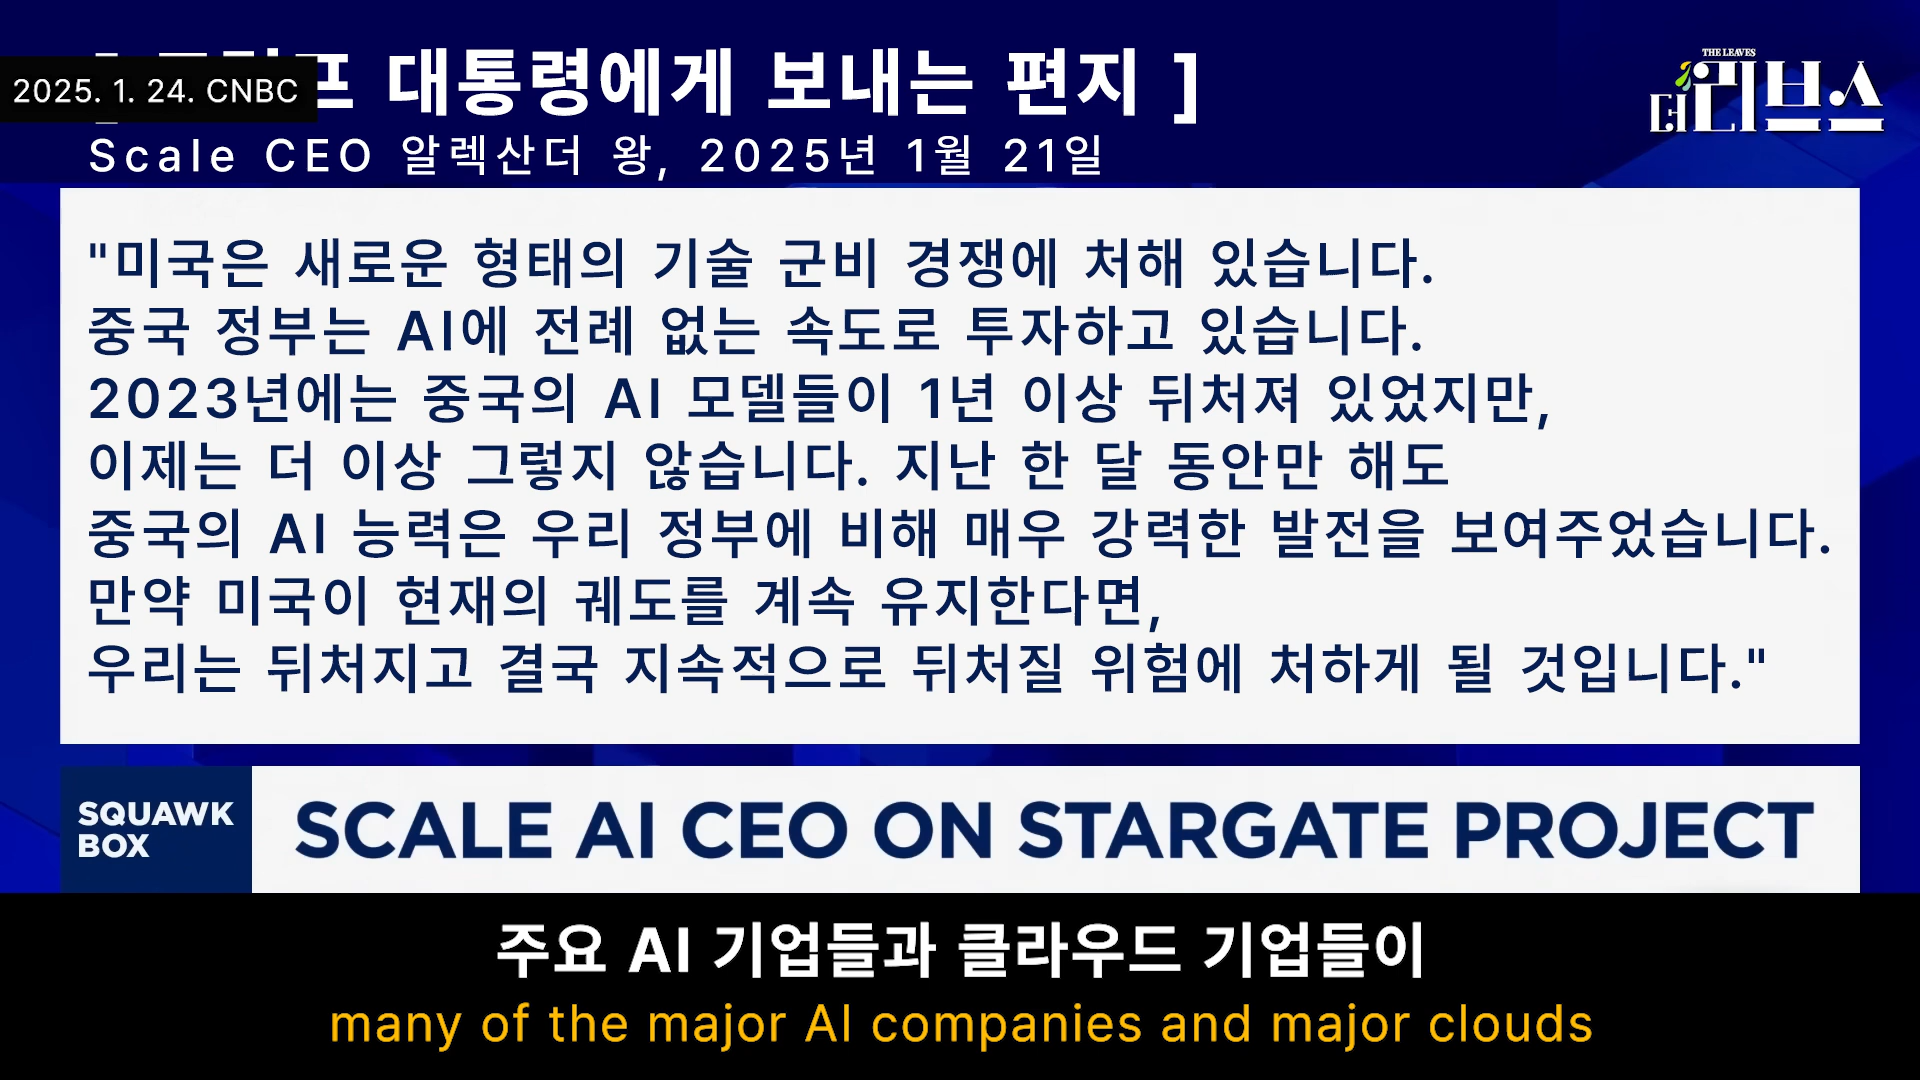 프 대통령에게 보내는 편지 ]
2025. 1. 24. CNBC
THE LEAVES
더리브스
Scale CEO 알렉산더 왕, 2025년 1월 21일
"미국은 새로운 형태의 기술 군비 경쟁에 처해 있습니다.
중국 정부는 AI에 전례 없는 속도로 투자하고 있습니다.
2023년에는 중국의 AI 모델들이 1년 이상 뒤처져 있었지만,
이제는 더 이상 그렇지 않습니다. 지난 한 달 동안만 해도
중국의 AI 능력은 우리 정부에 비해 매우 강력한 발전을 보여주었습니다.
만약 미국이 현재의 궤도를 계속 유지한다면,
우리는 뒤처지고 결국 지속적으로 뒤처질 위험에 처하게 될 것입니다."
SQUAWK
BOX
SCALE AI CEO ON STARGATE PROJECT
주요 AI 기업들과 클라우드 기업들이
many of the major AI companies and major clouds